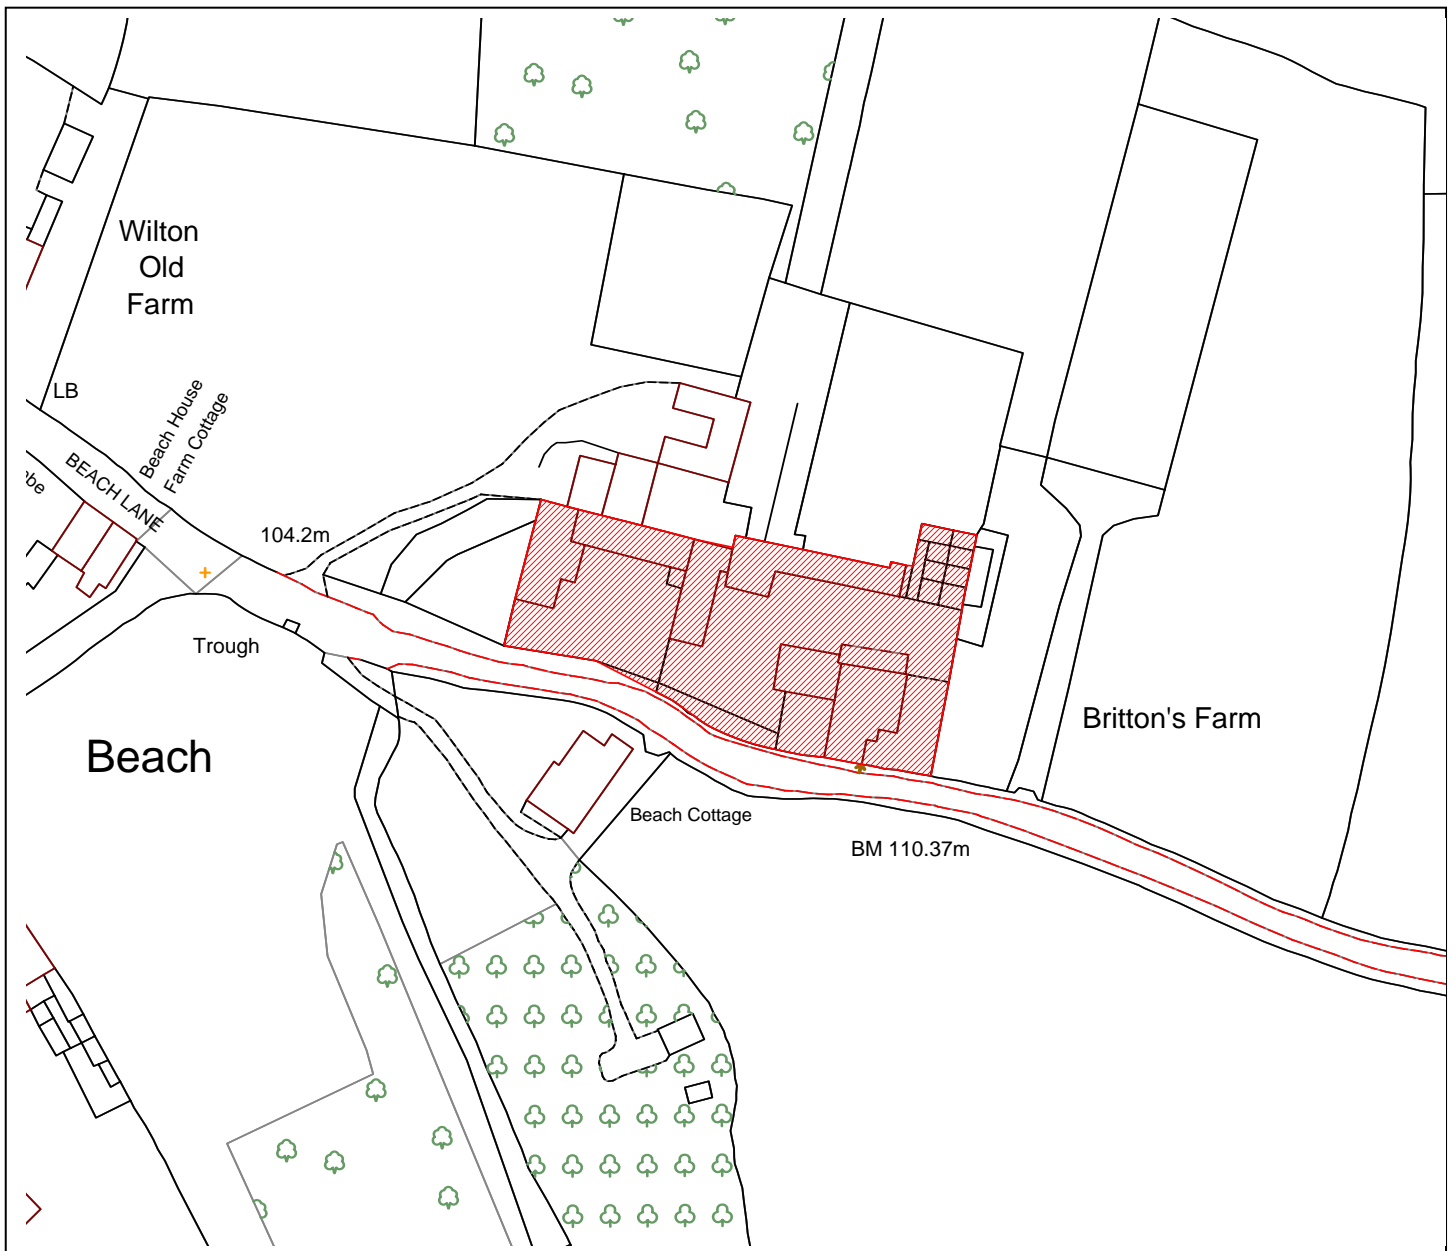 Wilton
Old
Farm
LB
Beach House
Farm Cottage
BEACH LANE
104.2m
Trough
Beach
Britton's Farm
Beach Cottage
BM 110.37m